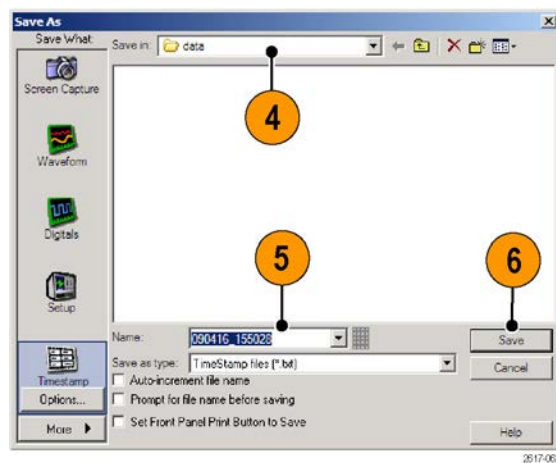 Save As
Save What:
Save in: data
4
Screen Capture
Waveform
Digitals
5
6
Setup
Name: 090416_155028
Save
Save as type: TimeStamp files (*.txt)
Cancel
Timestamp
Auto-increment file name
Options...
Prompt for file name before saving
More
Set Front Panel Print Button to Save
Help
2617-06